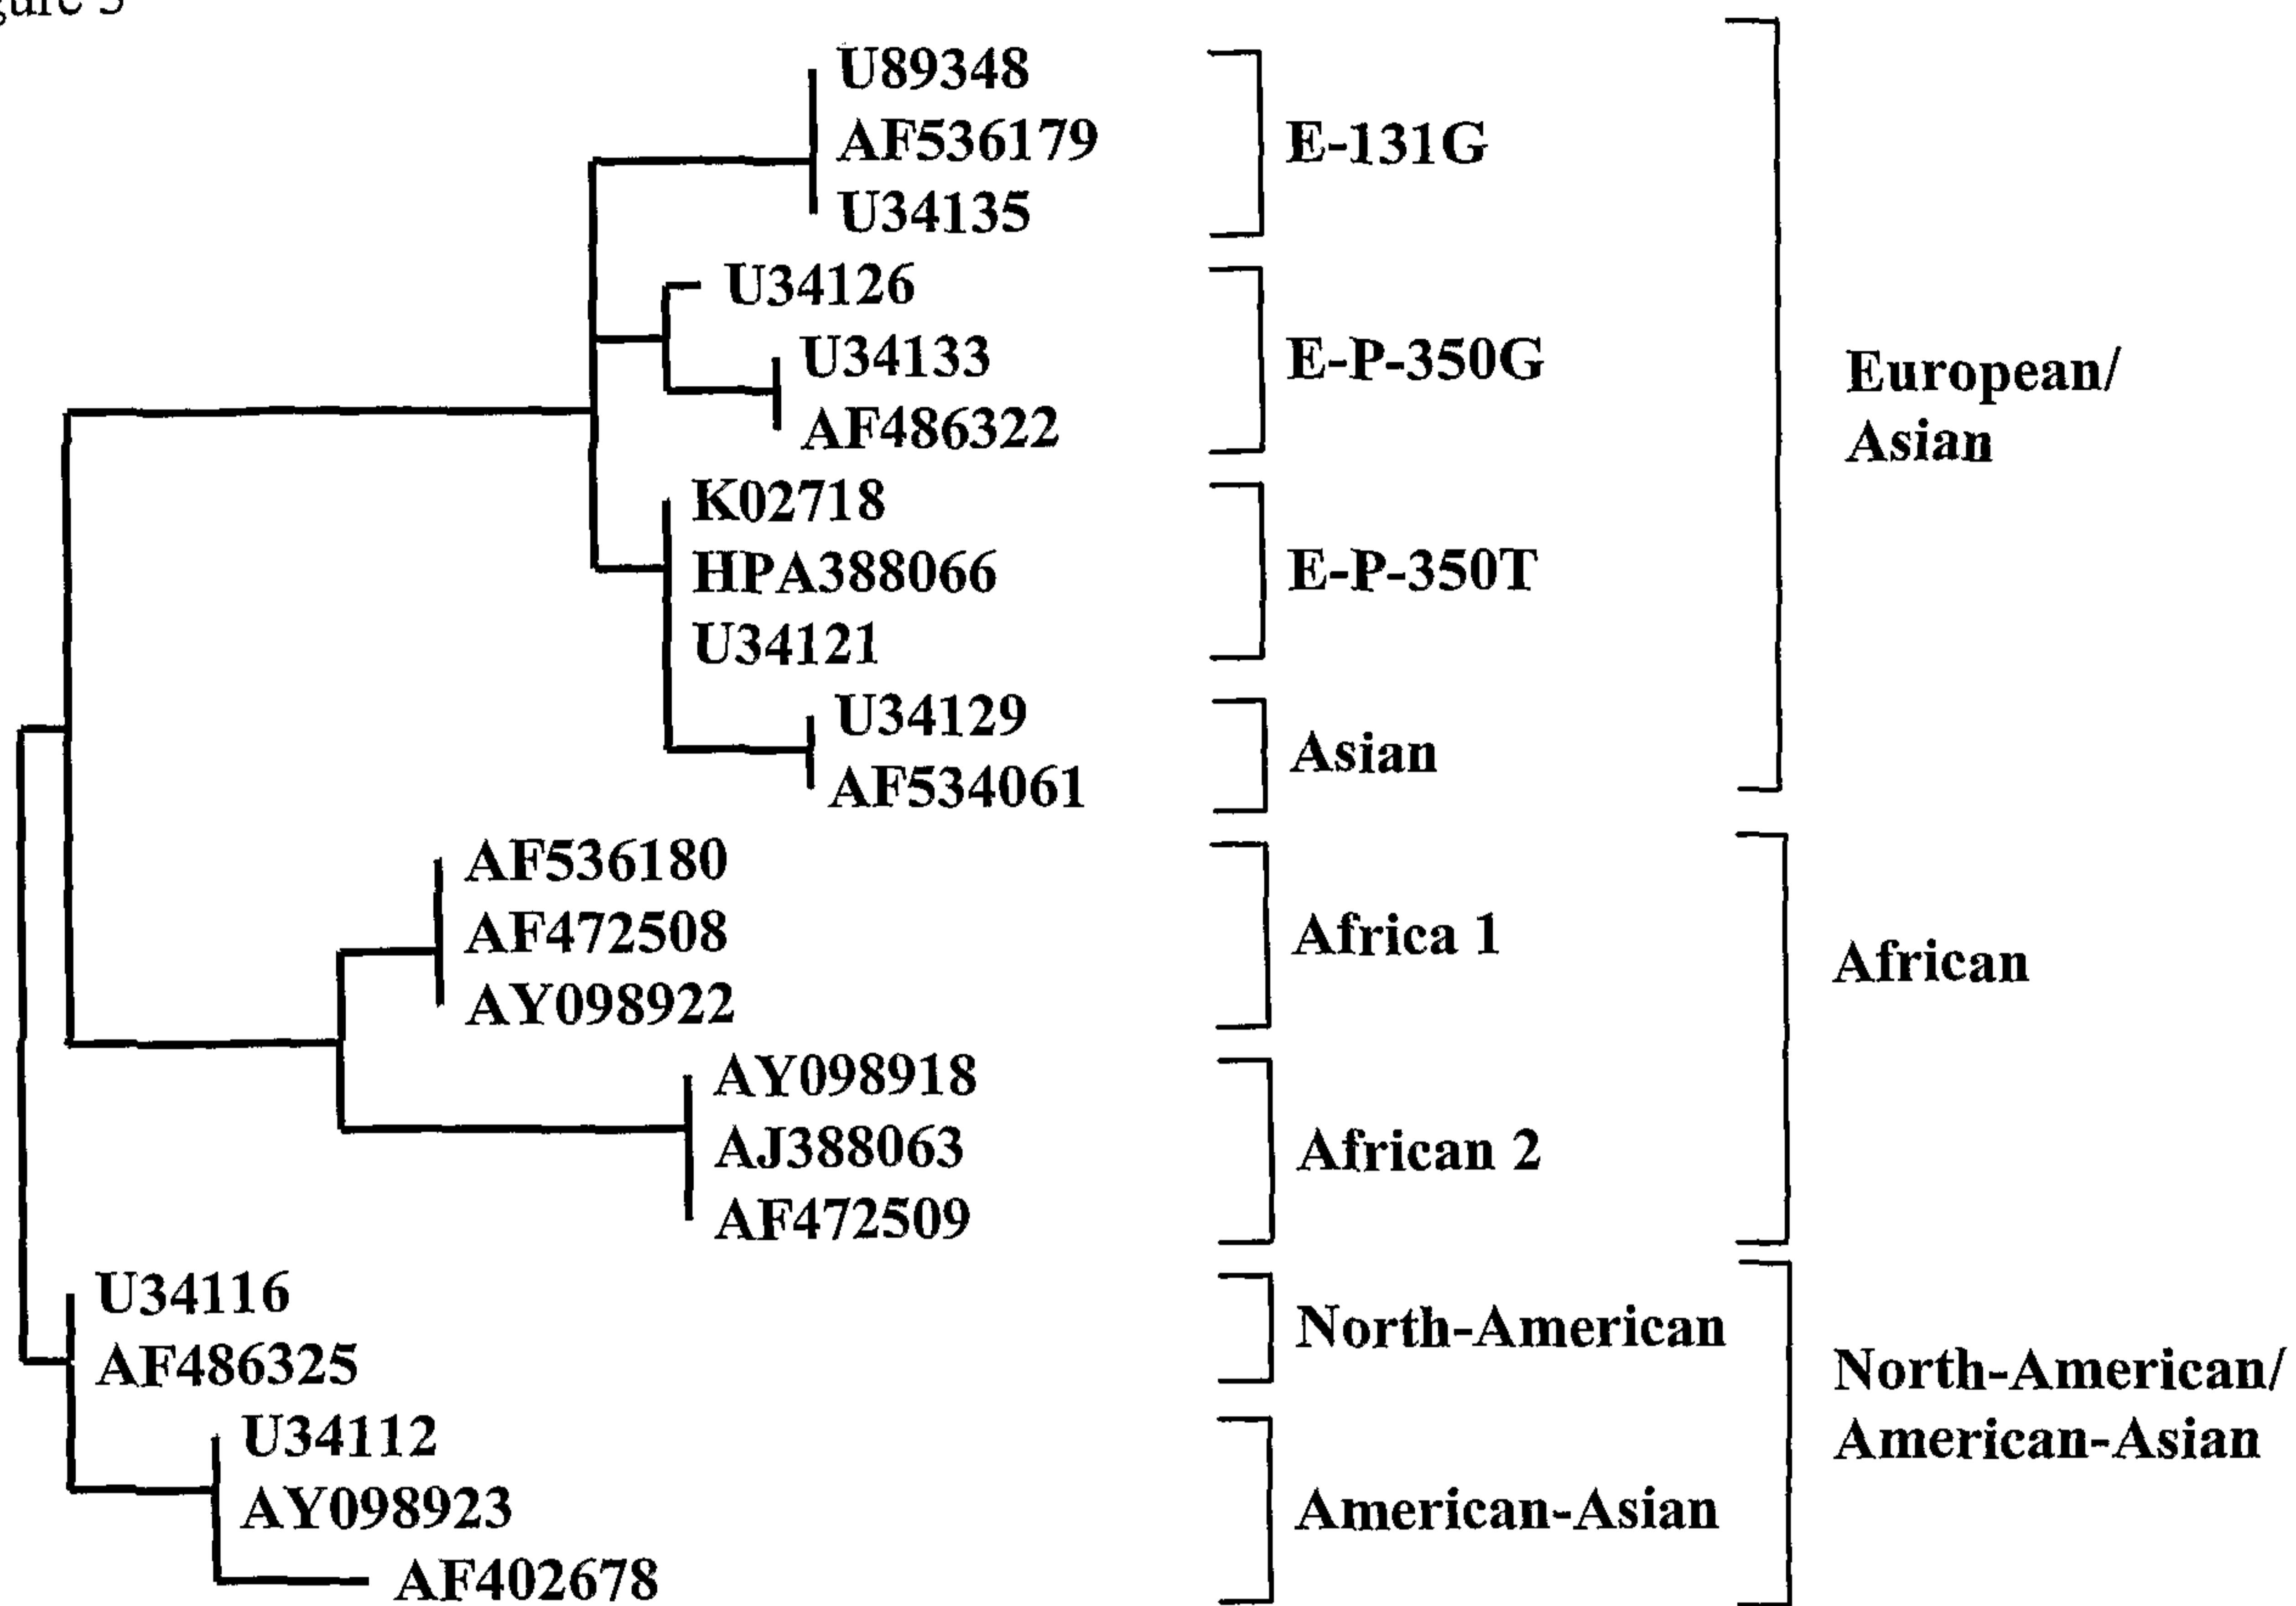 U89348
AF536179
U34135
E-131G
U34126
U34133
AF486322
E-P-350G
K02718
HPA388066
U34121
E-P-350T
U34129
AF534061
Asian
European/
Asian
AF536180
AF472508
AY098922
Africa 1
AY098918
AJ388063
AF472509
African 2
African
U34116
AF486325
North-American
U34112
AY098923
AF402678
American-Asian
North-American/
American-Asian